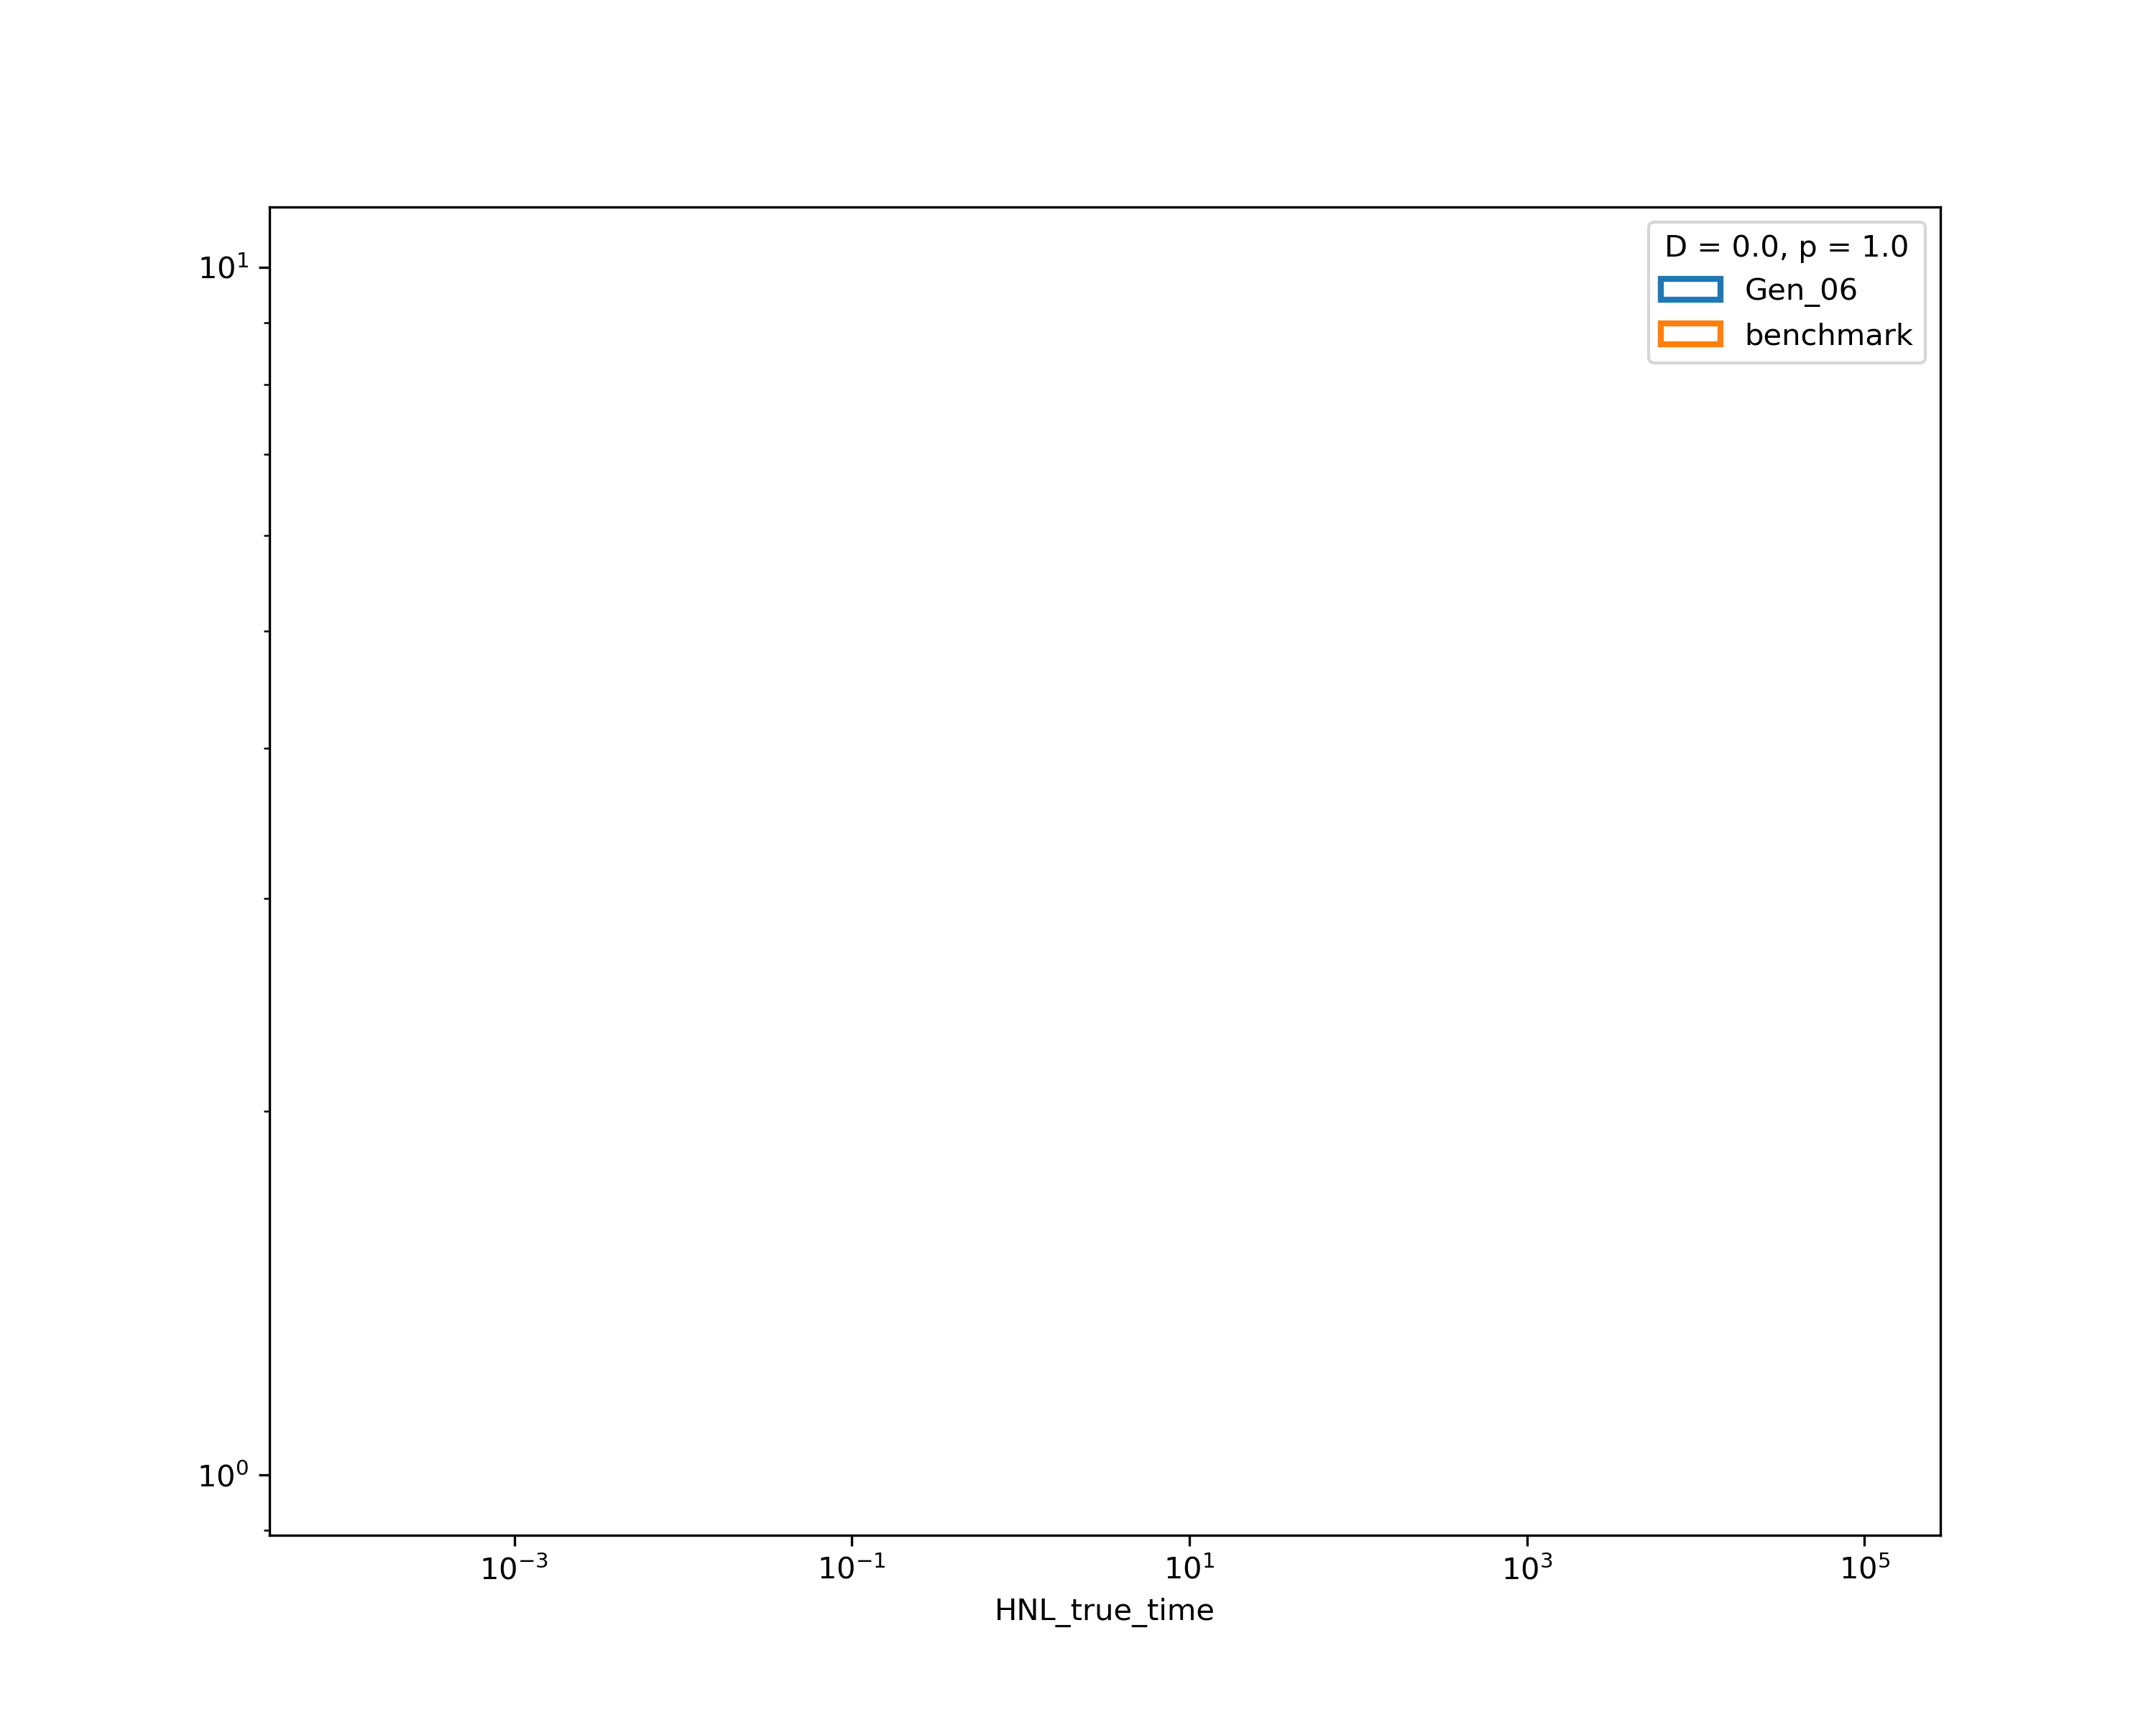 D = 0.0, p = 1.0
Gen_06
benchmark
10¹
10⁰
10⁻³ 10⁻¹ 10¹ 10³ 10⁵
HNL_true_time